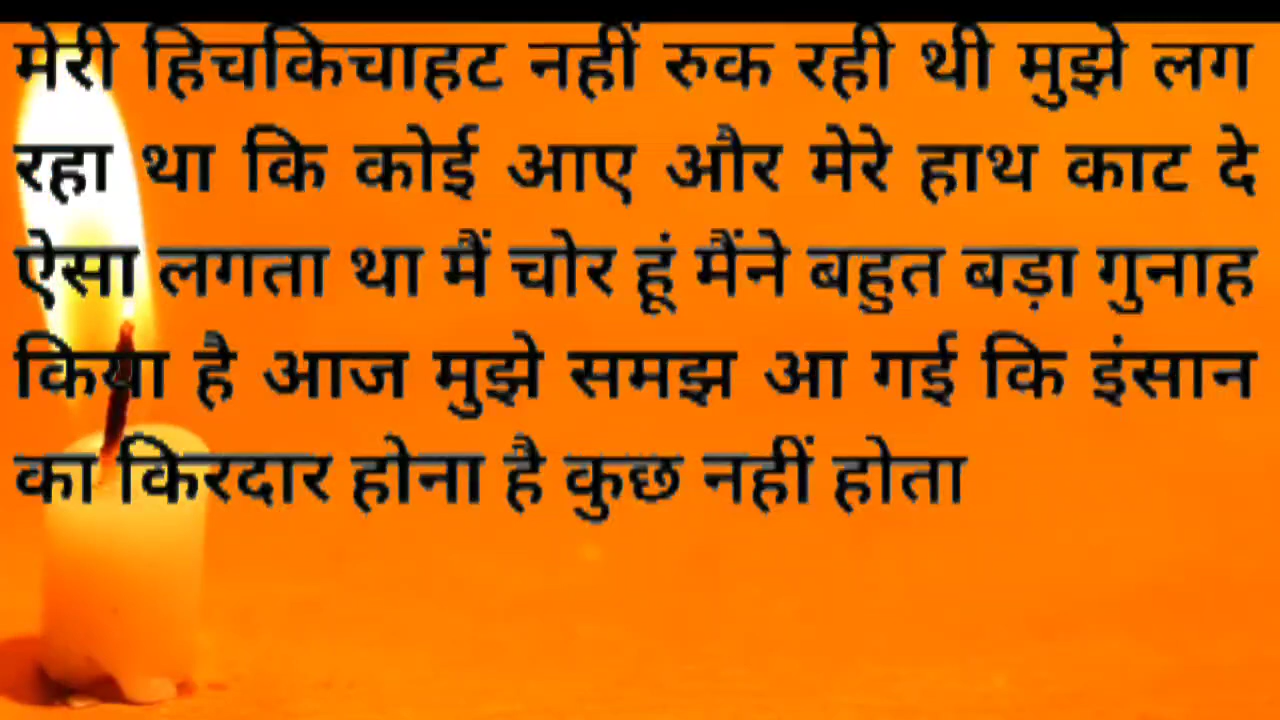 मेरी हिचकिचाहट नहीं रुक रही थी मुझे लग
रहा था कि कोई आए और मेरे हाथ काट दे
ऐसा लगता था मैं चोर हूं मैंने बहुत बड़ा गुनाह
किया है आज मुझे समझ आ गई कि इंसान
का किरदार होना है कुछ नहीं होता